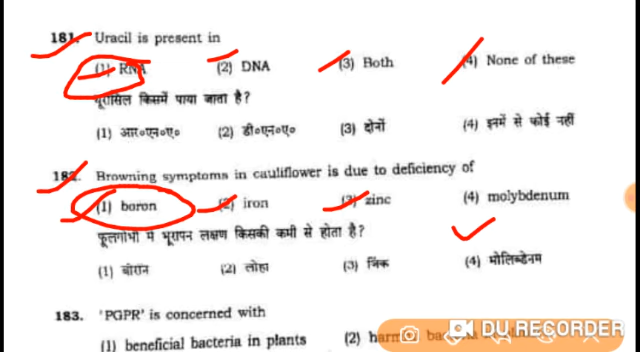 181. Uracil is present in
(1) RNA (2) DNA (3) Both (4) None of these
यूरासिल किसमें पाया जाता है?
(1) आर०एन०ए० (2) डी०एन०ए० (3) दोनों (4) इनमें से कोई नहीं
182. Browning symptoms in cauliflower is due to deficiency of
(1) boron (2) iron (3) zinc (4) molybdenum
फूलगोभी में भूरापन लक्षण किसकी कमी से होता है?
(1) बोरॉन (2) लोहा (3) जिंक (4) मोलिब्डेनम
183. 'PGPR' is concerned with
(1) beneficial bacteria in plants (2)
DU RECORDER